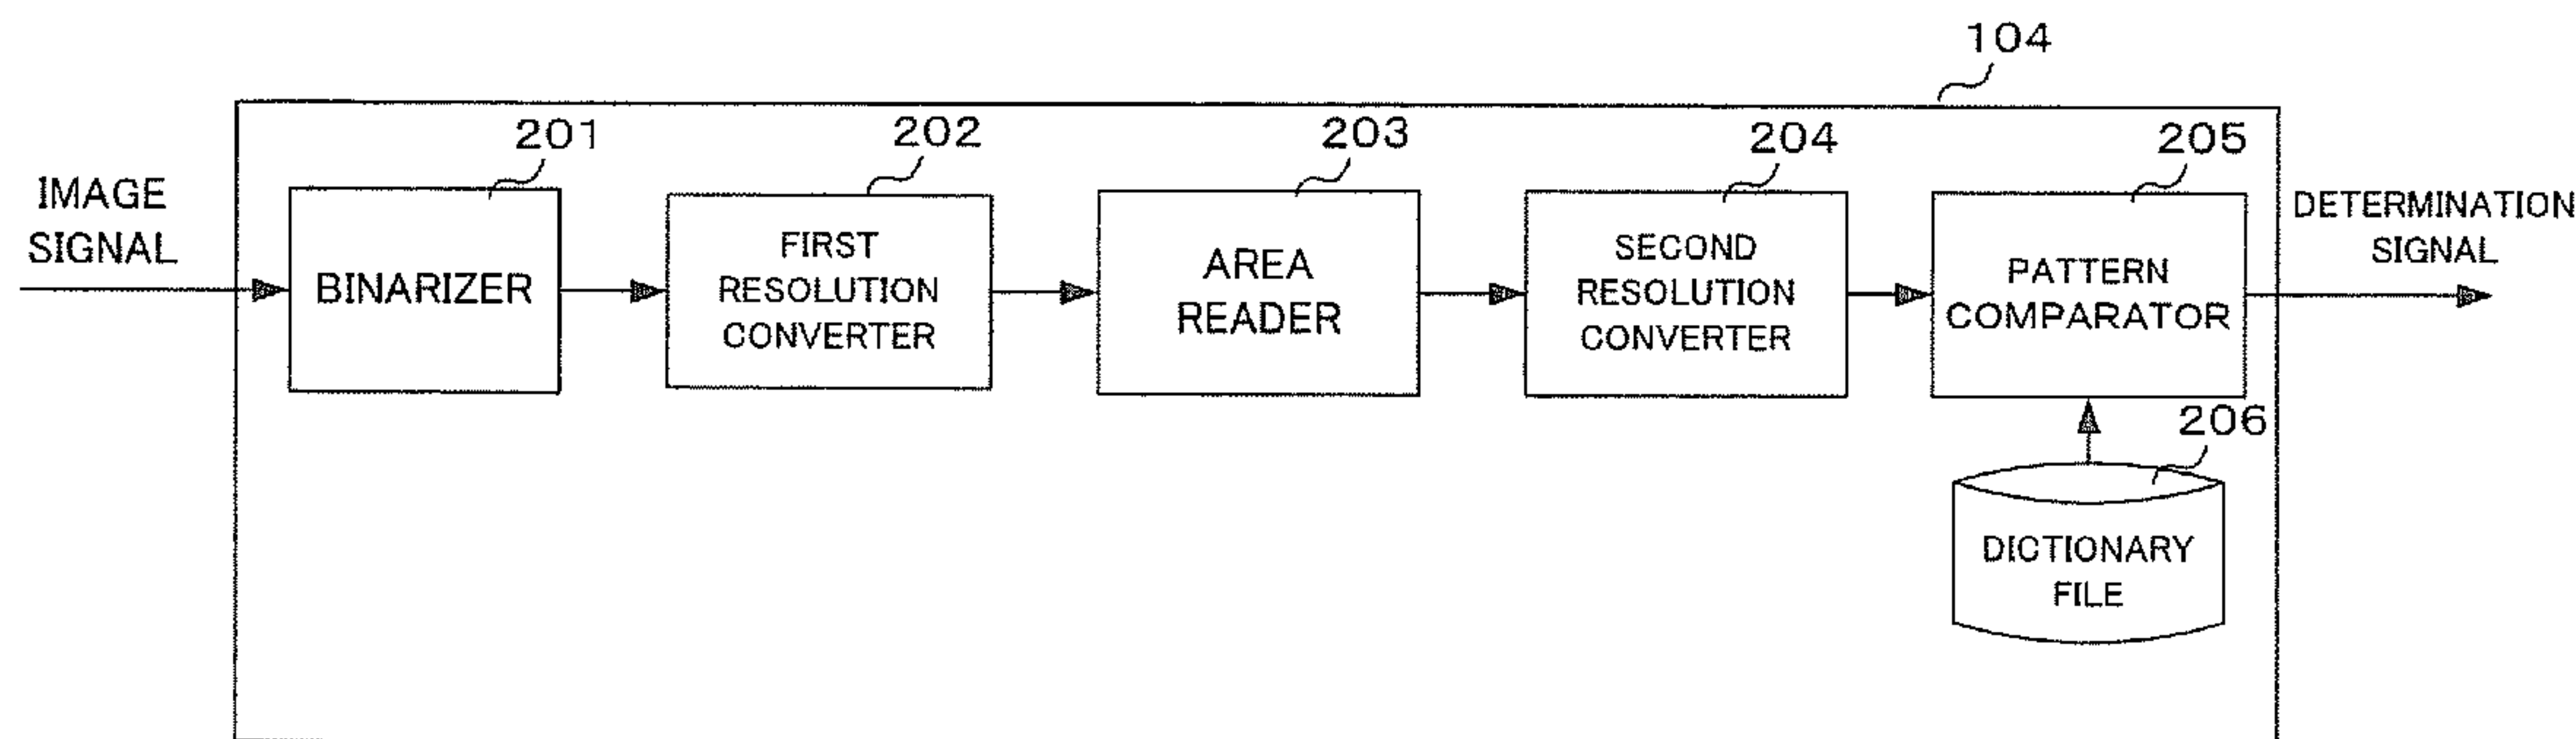 104
201
202
203
204
205
IMAGE
SIGNAL
BINARIZER
FIRST
RESOLUTION
CONVERTER
AREA
READER
SECOND
RESOLUTION
CONVERTER
PATTERN
COMPARATOR
DETERMINATION
SIGNAL
206
DICTIONARY
FILE